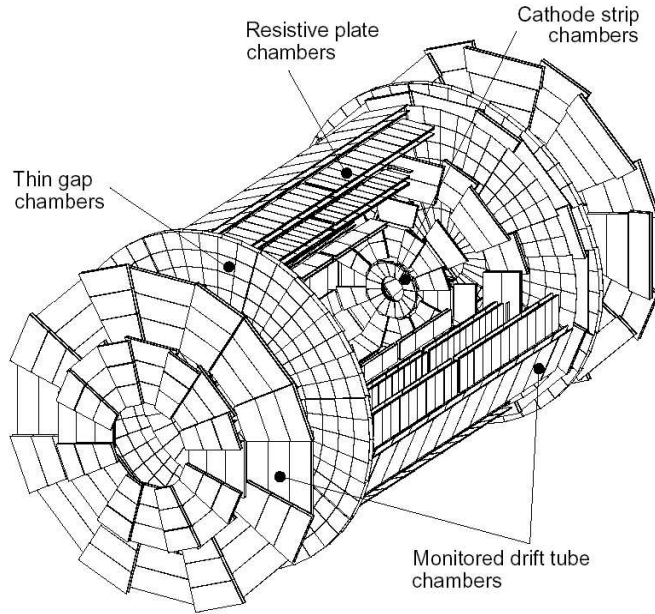 Resistive plate
chambers
Cathode strip
chambers
Thin gap
chambers
Monitored drift tube
chambers